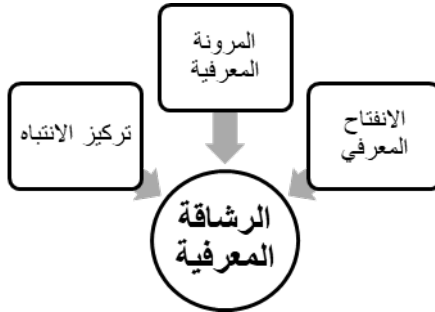 المرونة
المعرفية
الانفتاح
المعرفي
تركيز الانتباه
الرشاقة
المعرفية